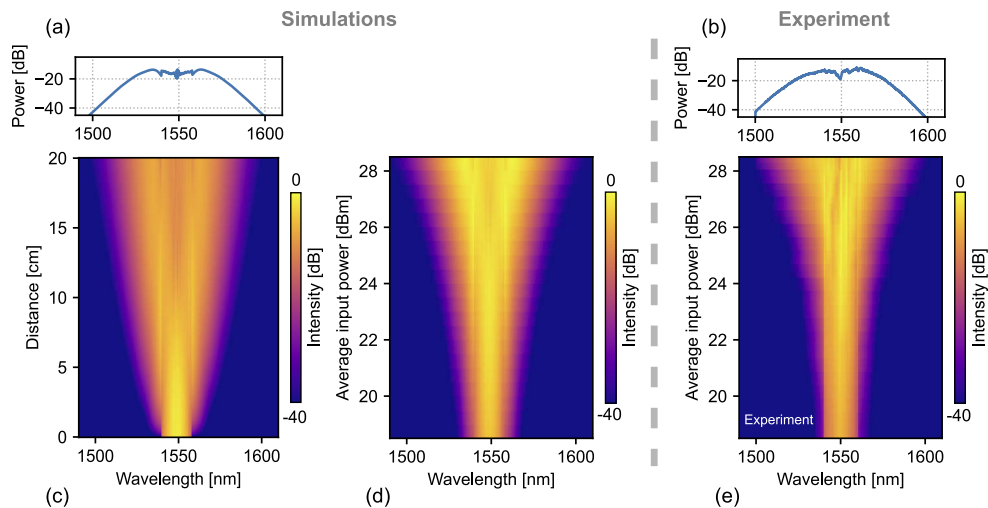 Simulations
Experiment
(a)
(b)
Power [dB]
−20
−40
1500
1550
1600
Power [dB]
−20
−40
1500
1550
1600
20
15
10
5
0
Distance [cm]
1500
1550
1600
Wavelength [nm]
0
-40
Intensity [dB]
(c)
28
26
24
22
20
Average input power [dBm]
1500
1550
1600
Wavelength [nm]
0
-40
Intensity [dB]
(d)
28
26
24
22
20
Average input power [dBm]
Experiment
1500
1550
1600
Wavelength [nm]
0
-40
Intensity [dB]
(e)